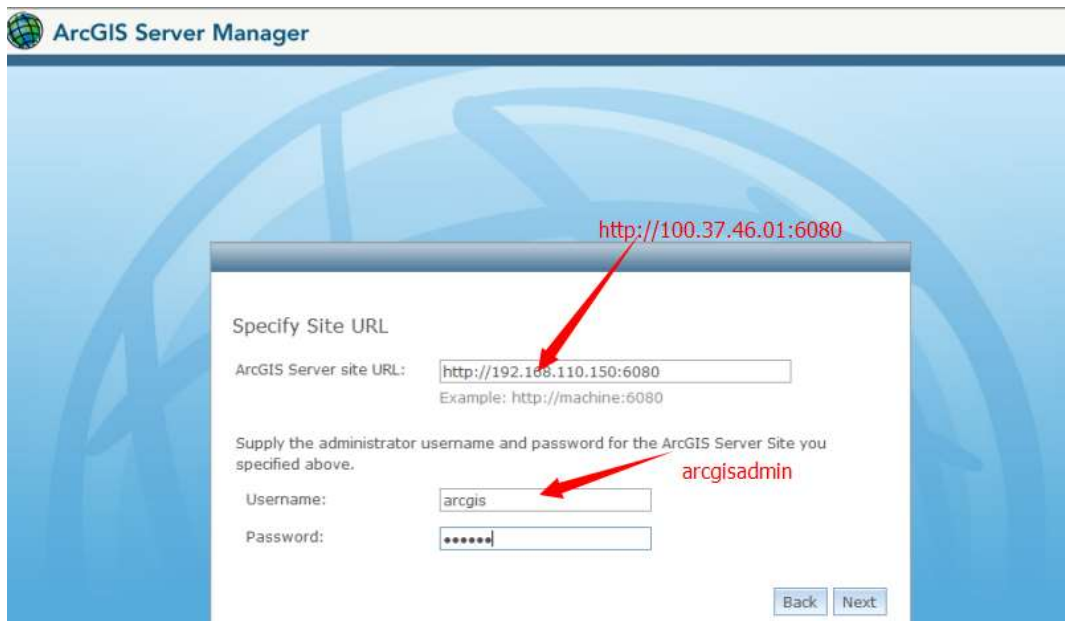 ArcGIS Server Manager
http://100.37.46.01:6080
Specify Site URL
ArcGIS Server site URL: http://192.168.110.150:6080
Example: http://machine:6080
Supply the administrator username and password for the ArcGIS Server Site you
specified above.
arcgisadmin
Username: arcgis
Password: ••••••
Back Next